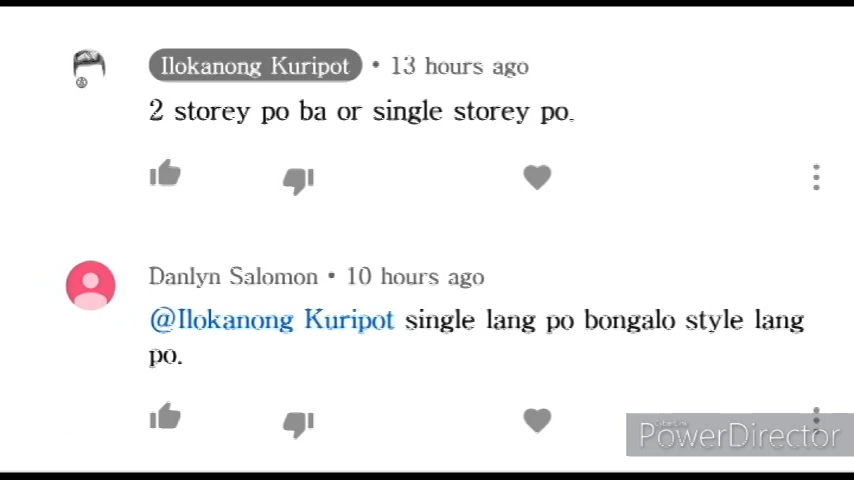 Ilokanong Kuripot • 13 hours ago
2 storey po ba or single storey po.
Danlyn Salomon • 10 hours ago
@Ilokanong Kuripot single lang po bongalo style lang
po.
CyberLink
PowerDirector